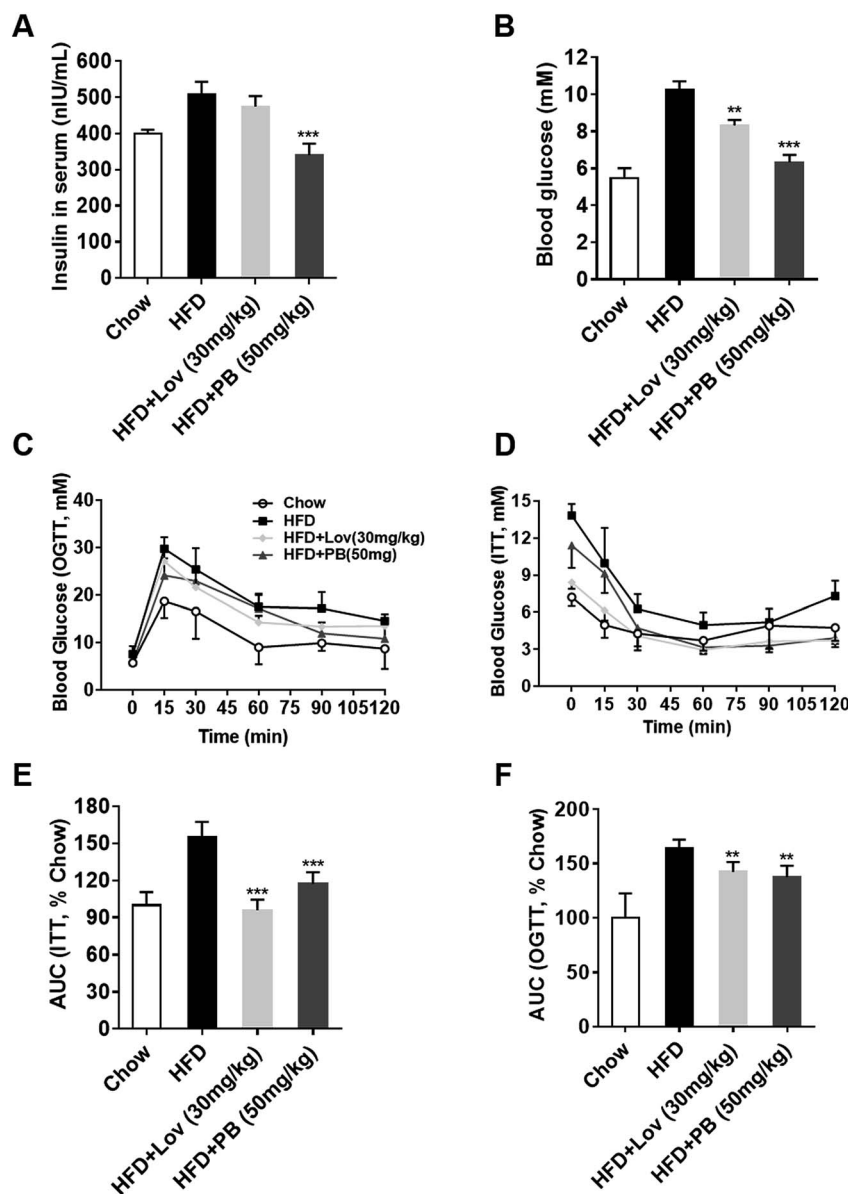 A
Insulin in serum (nIU/mL)
600
500
400
300
200
100
0
***
Chow
HFD
HFD+Lov (30mg/kg)
HFD+PB (50mg/kg)
B
Blood glucose (mM)
12
10
8
6
4
2
0
**
***
Chow
HFD
HFD+Lov (30mg/kg)
HFD+PB (50mg/kg)
C
Blood Glucose (OGTT, mM)
40
30
20
10
0
Chow
HFD
HFD+Lov(30mg/kg)
HFD+PB(50mg)
0 15 30 45 60 75 90 105 120
Time (min)
D
Blood Glucose (ITT, mM)
15
12
9
6
3
0
0 15 30 45 60 75 90 105 120
Time (min)
E
AUC (ITT, % Chow)
180
150
120
90
60
30
0
***
***
Chow
HFD
HFD+Lov (30mg/kg)
HFD+PB (50mg/kg)
F
AUC (OGTT, % Chow)
200
150
100
50
0
**
**
Chow
HFD
HFD+Lov (30mg/kg)
HFD+PB (50mg/kg)